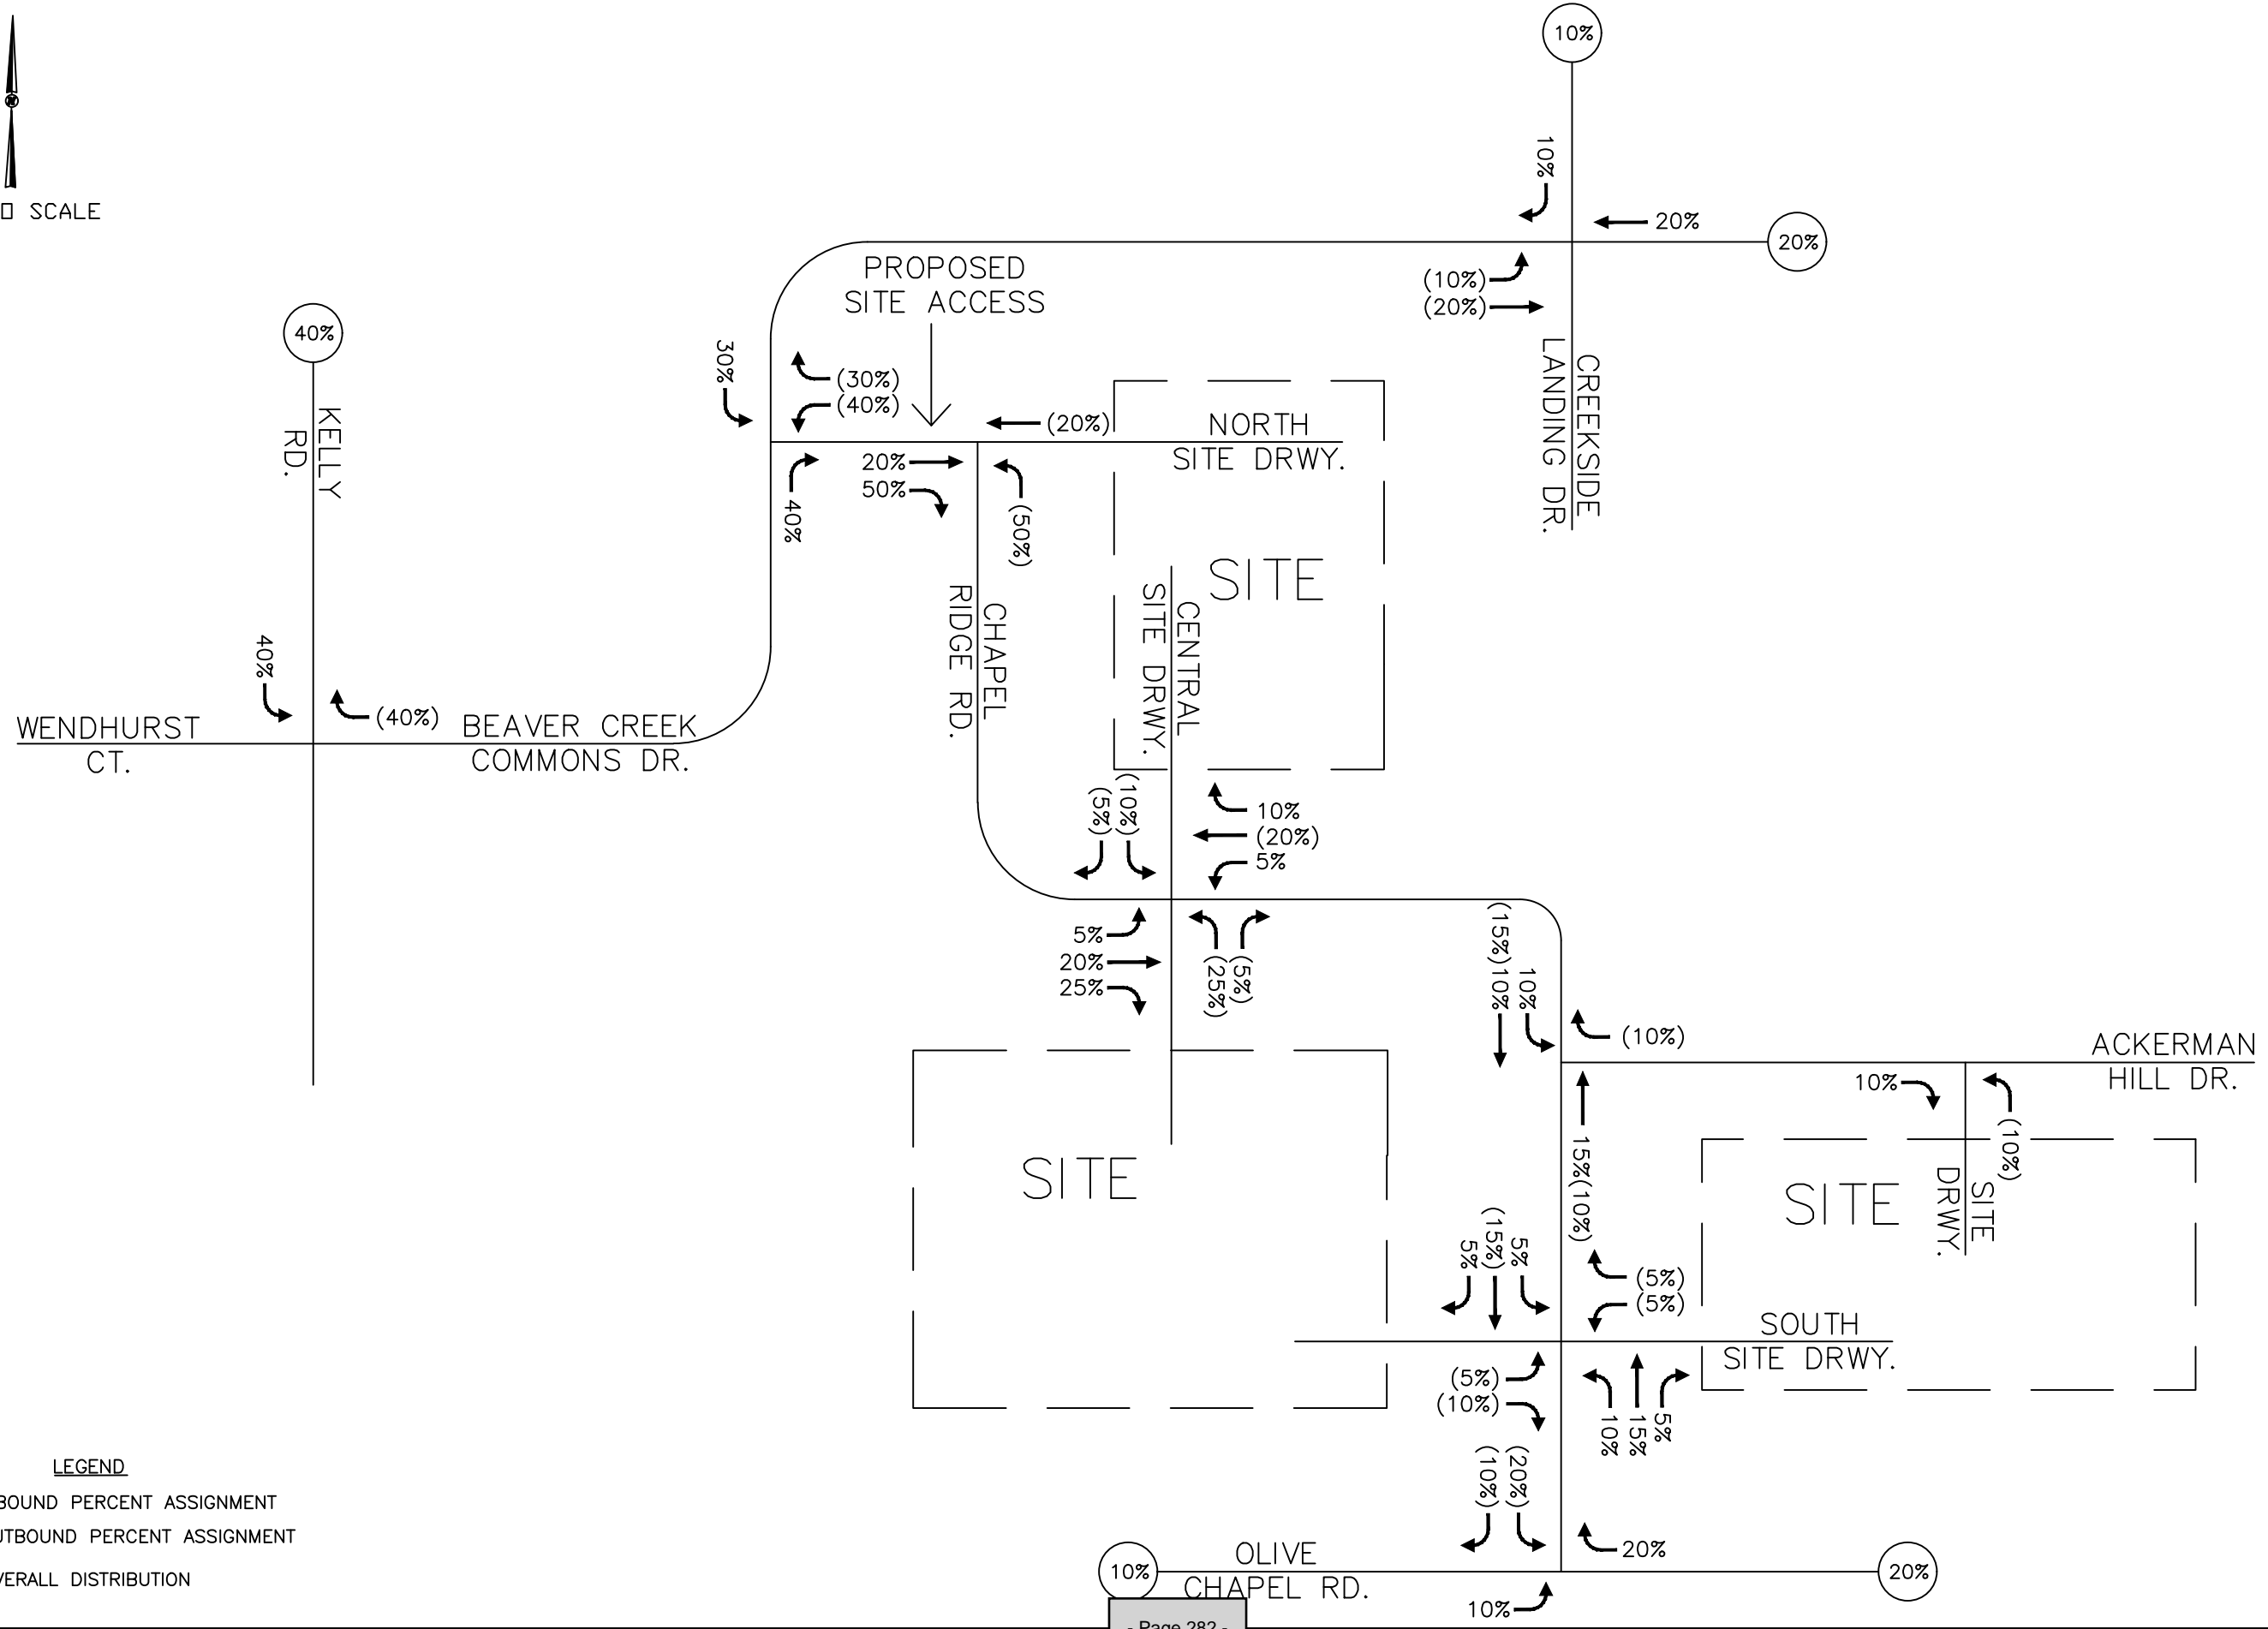 10%
10%
20%
20%
(10%)
(20%)
SCALE
PROPOSED
SITE ACCESS
40%
30%
(30%)
(40%)
(20%)
NORTH
SITE DRWY.
20%
50%
40%
(50%)
KELLY
RD.
CREEKSIDE
LANDING DR.
SITE
CHAPEL
RIDGE RD.
CENTRAL
SITE DRWY.
40%
(40%)
WENDHURST
CT.
BEAVER CREEK
COMMONS DR.
(5%)
(10%)
10%
(20%)
5%
5%
20%
25%
(25%)
(5%)
(15%)10%
10%
(10%)
ACKERMAN
HILL DR.
10%
(10%)
15%(10%)
SITE
SITE
SITE
DRWY.
5%
(15%)
5%
(5%)
(5%)
SOUTH
SITE DRWY.
(5%)
(10%)
10%
15%
5%
(10%)
(20%)
LEGEND
BOUND PERCENT ASSIGNMENT
UTBOUND PERCENT ASSIGNMENT
VERALL DISTRIBUTION
10%
OLIVE
CHAPEL RD.
20%
20%
10%
- Page 282 -